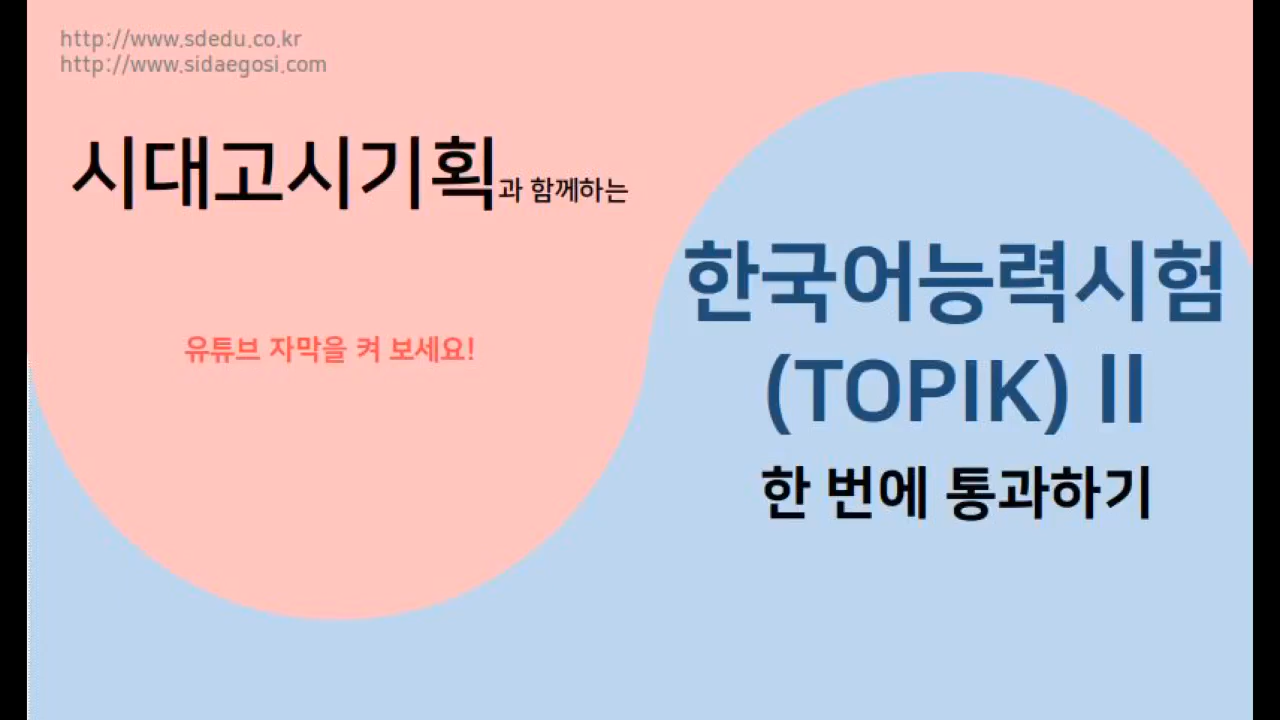 http://www.sdedu.co.kr
http://www.sidaegosi.com
시대고시기획과 함께하는
유튜브 자막을 켜 보세요!
한국어능력시험
(TOPIK) II
한 번에 통과하기